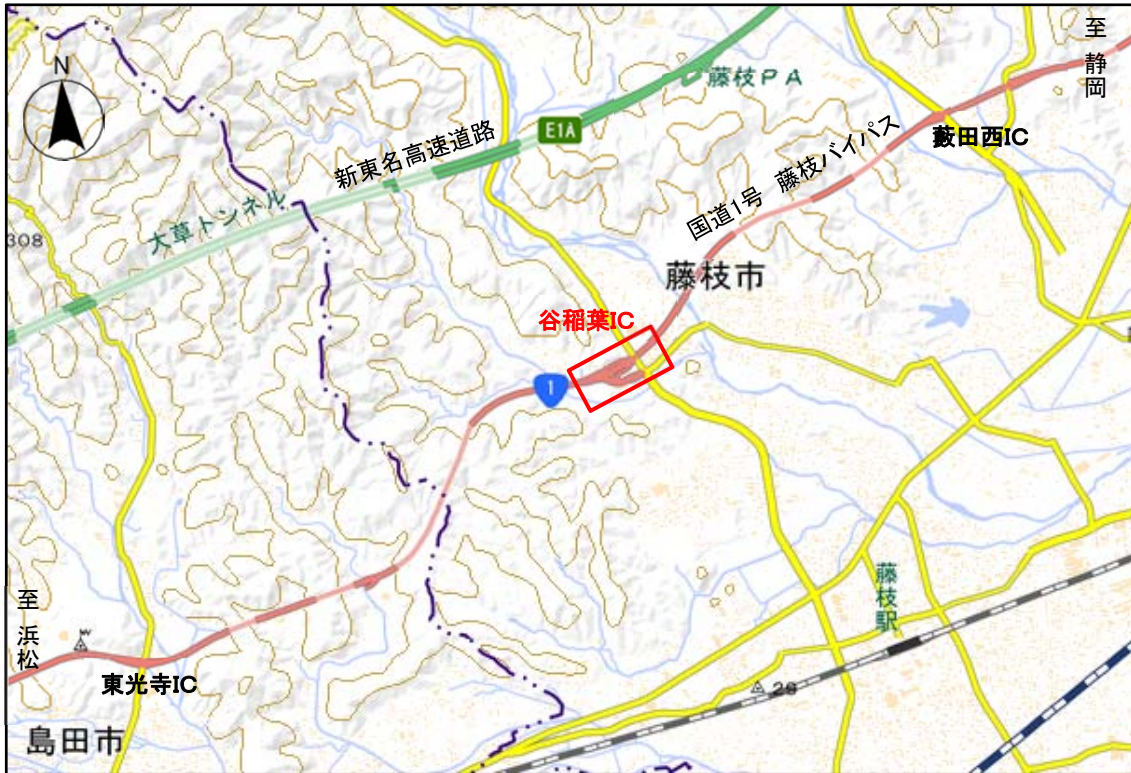 N
至 静岡
藤枝PA
E1A
新東名高速道路
藪田西IC
国道1号 藤枝バイパス
大草トンネル
308
藤枝市
谷稲葉IC
1
藤枝駅
至 浜松
東光寺IC
29
島田市